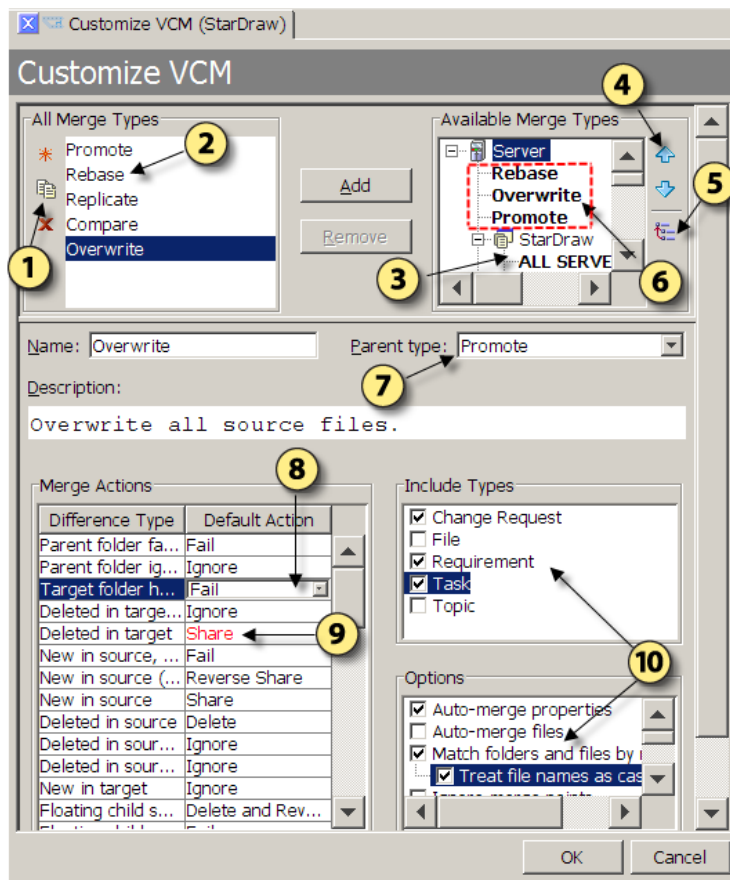 Customize VCM (StarDraw)
Customize VCM
All Merge Types
Promote
Rebase
Replicate
Compare
Overwrite
Add
Remove
Available Merge Types
Server
Rebase
Overwrite
Promote
StarDraw
ALL SERVE
1
2
3
4
5
6
Name: Overwrite
Parent type: Promote
7
Description:
Overwrite all source files.
8
Merge Actions
Difference Type Default Action
Parent folder fa... Fail
Parent folder ig... Ignore
Target folder h... Fail
Deleted in targe... Ignore
Deleted in target Share
9
New in source, ... Fail
New in source (... Reverse Share
New in source Share
Deleted in source Delete
Deleted in sour... Ignore
Deleted in sour... Ignore
New in target Ignore
Floating child s... Delete and Rev...
Include Types
Change Request
File
Requirement
Task
Topic
10
Options
Auto-merge properties
Auto-merge files
Match folders and files by
Treat file names as cas
Ignore merge points
OK
Cancel